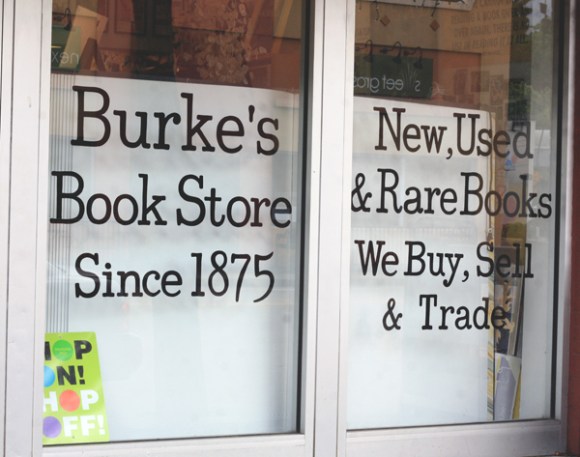 Burke's
Book Store
Since 1875
New, Used
& Rare Books
We Buy, Sell
& Trade
HOP
ON!
HOP
OFF!